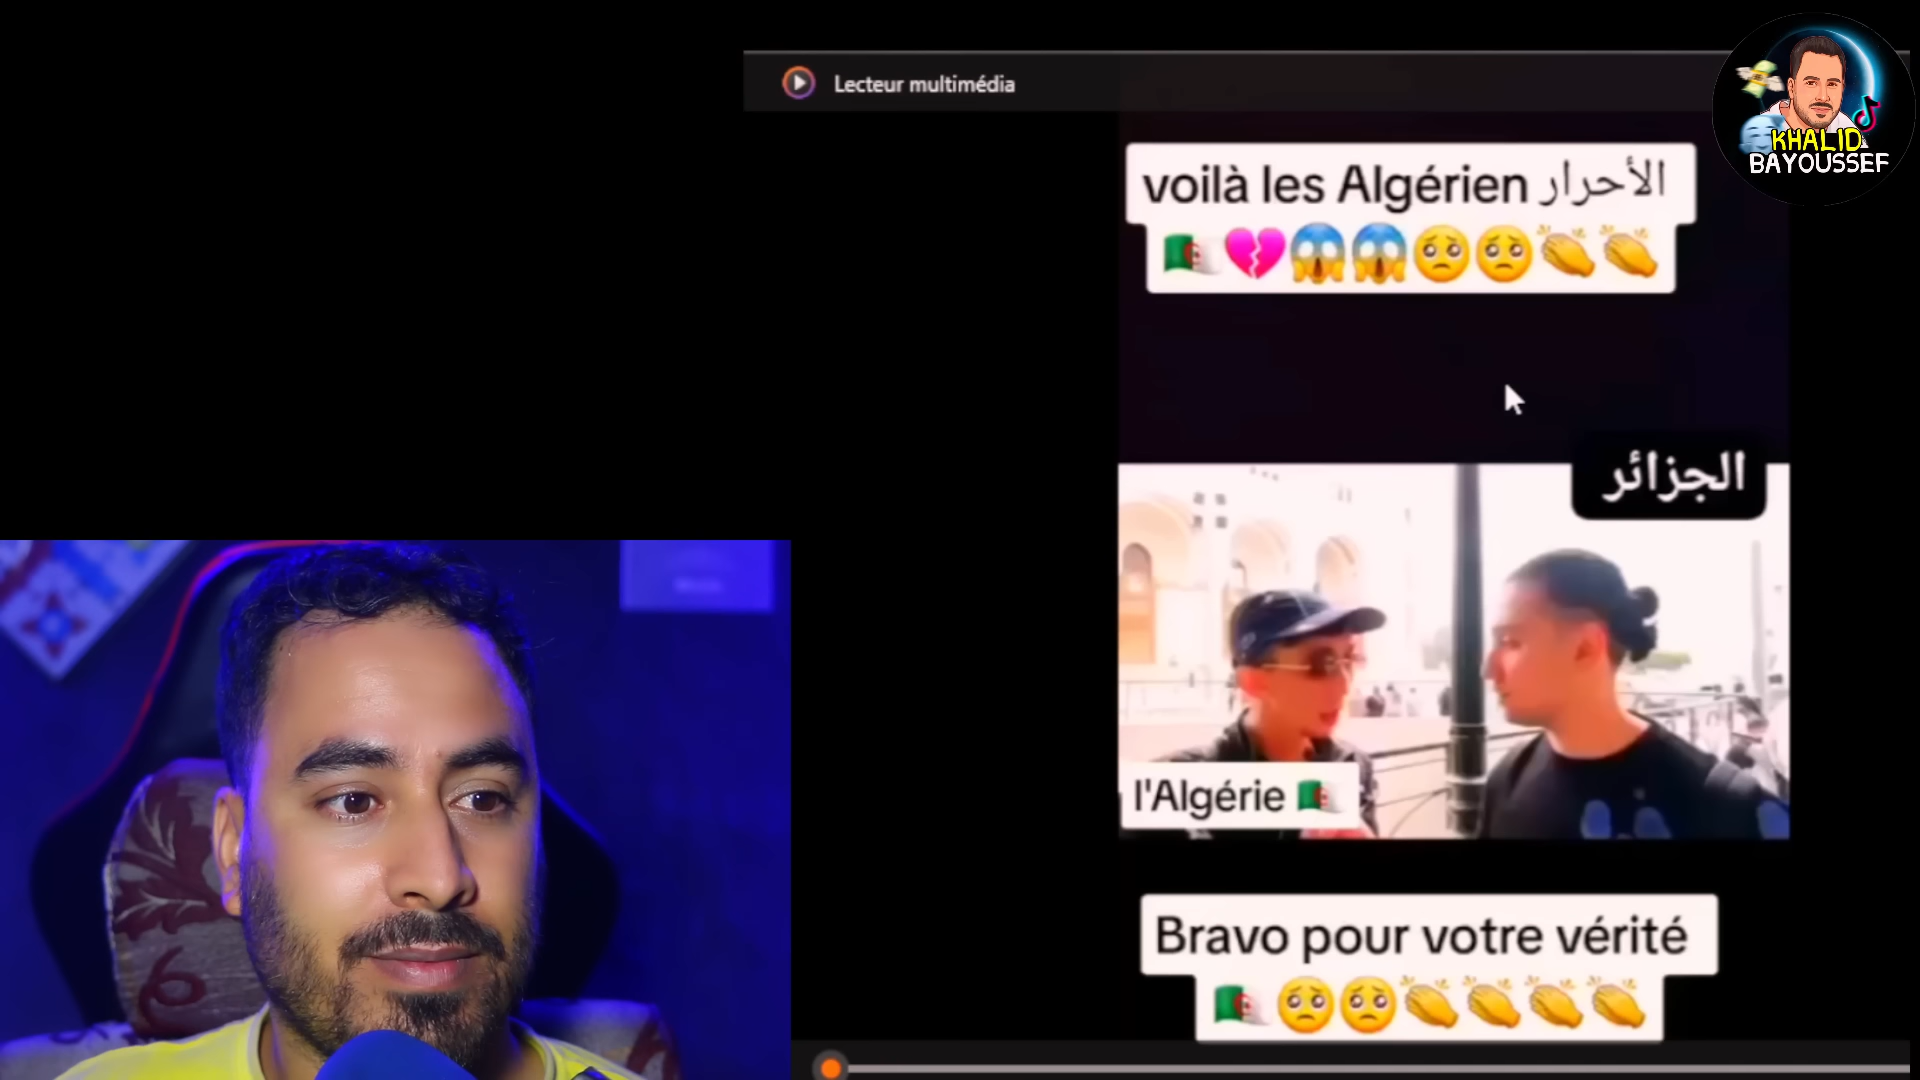 Lecteur multimédia
KHALID
BAYOUSSEF
voilà les Algérien الأحرار
🇩🇿💔😱😱🥺🥺👏👏
الجزائر
l'Algérie 🇩🇿
Bravo pour votre vérité
🇩🇿🥺🥺👏👏👏👏